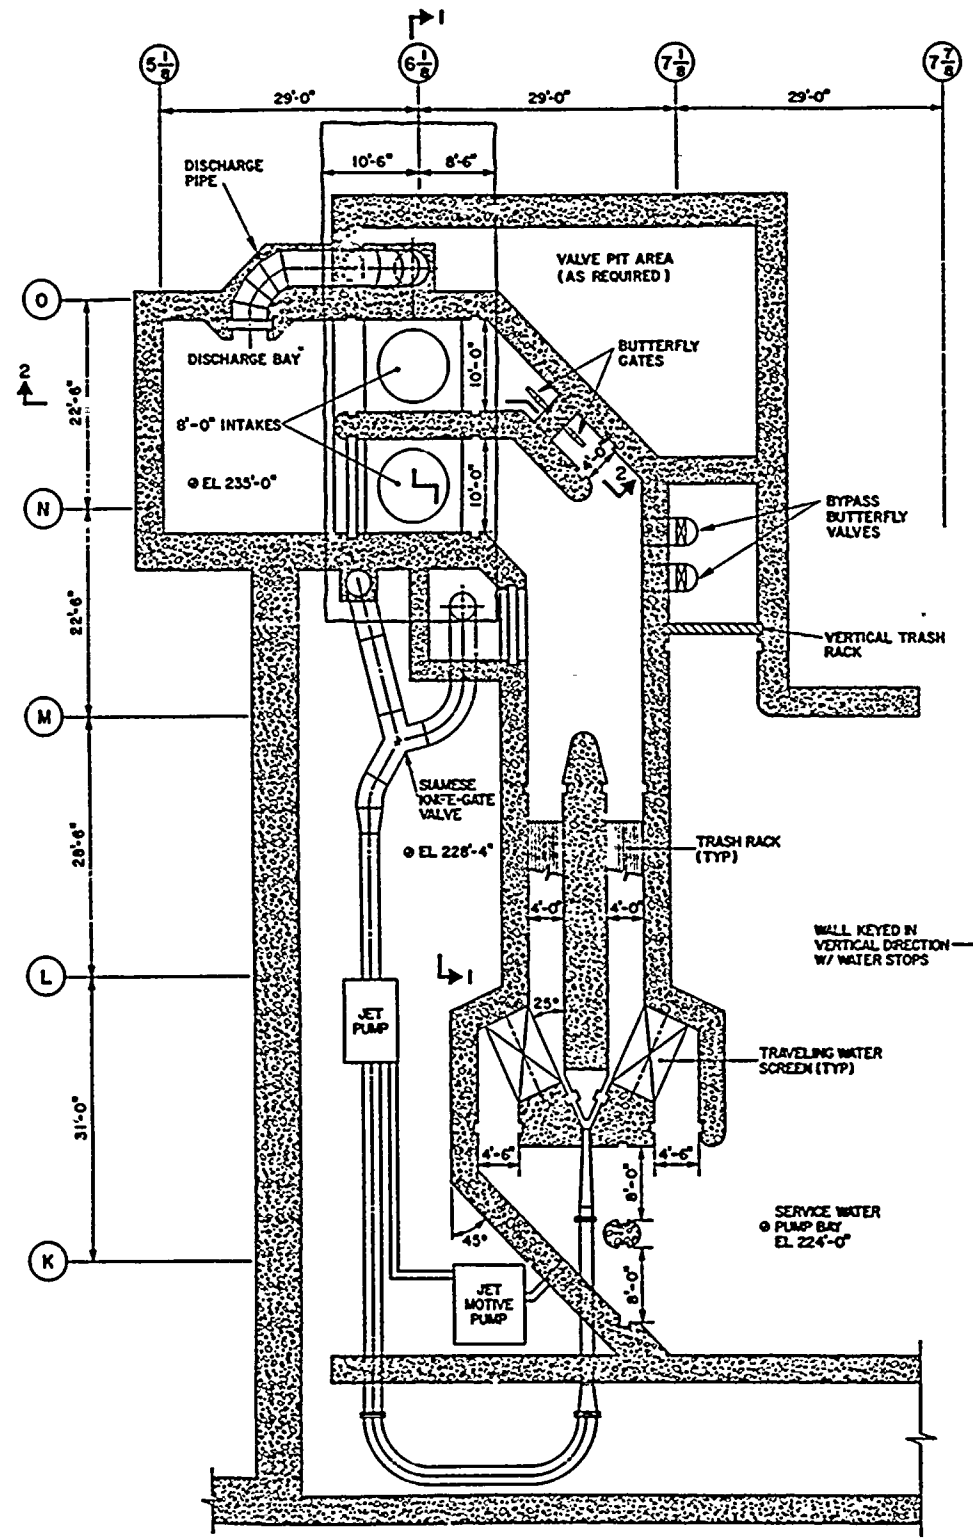 1
5 1/8
6 1/8
7 1/8
7 7/8
29'-0"
29'-0"
29'-0"
10'-6"
8'-6"
DISCHARGE
PIPE
VALVE PIT AREA
(AS REQUIRED)
O
DISCHARGE BAY
10'-0"
BUTTERFLY
GATES
2
22'-6"
8'-0" INTAKES
4'-0"
2
EL 235'-0"
10'-0"
N
BYPASS
BUTTERFLY
VALVES
22'-6"
VERTICAL TRASH
RACK
M
SIAMESE
KNIFE-GATE
VALVE
28'-6"
EL 228'-4"
TRASH RACK
(TYP)
4'-0"
4'-0"
WALL KEYED IN
VERTICAL DIRECTION
W/ WATER STOPS
L
1
JET
PUMP
25°
TRAVELING WATER
SCREEN (TYP)
31'-0"
4'-6"
4'-6"
8'-0"
SERVICE WATER
PUMP BAY
EL 224'-0"
45°
K
8'-0"
JET
MOTIVE
PUMP